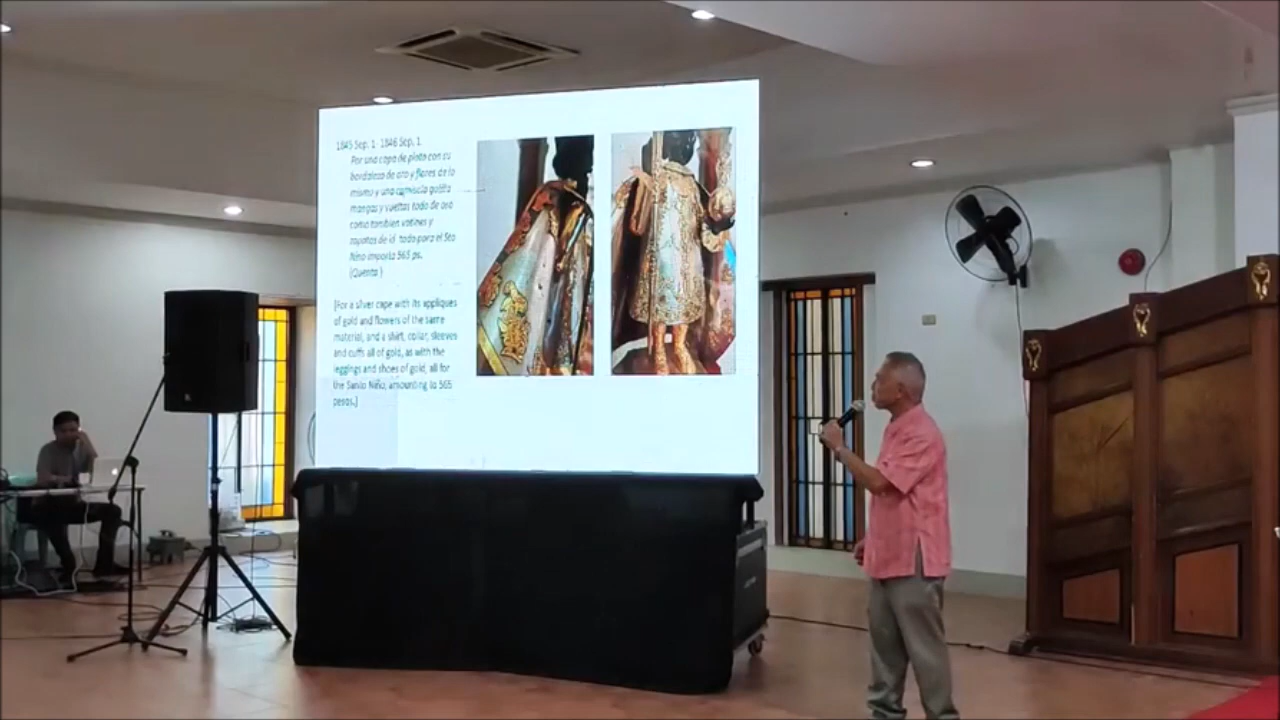 1845 Sep. 1 - 1846 Sep. 1
Por una capa de plata con su
bordaleza de oro y flores de lo
mismo y una camisola golilla
mangas y vueltas todo de oro
como tambien votines y
zapatos de id. todo para el Sto
Niño importa 565 ps.
(Quenta )
[For a silver cape with its appliques
of gold and flowers of the same
material, and a shirt, collar, sleeves
and cuffs all of gold, as with the
leggings and shoes of gold, all for
the Santo Niño, amounting to 565
pesos.]